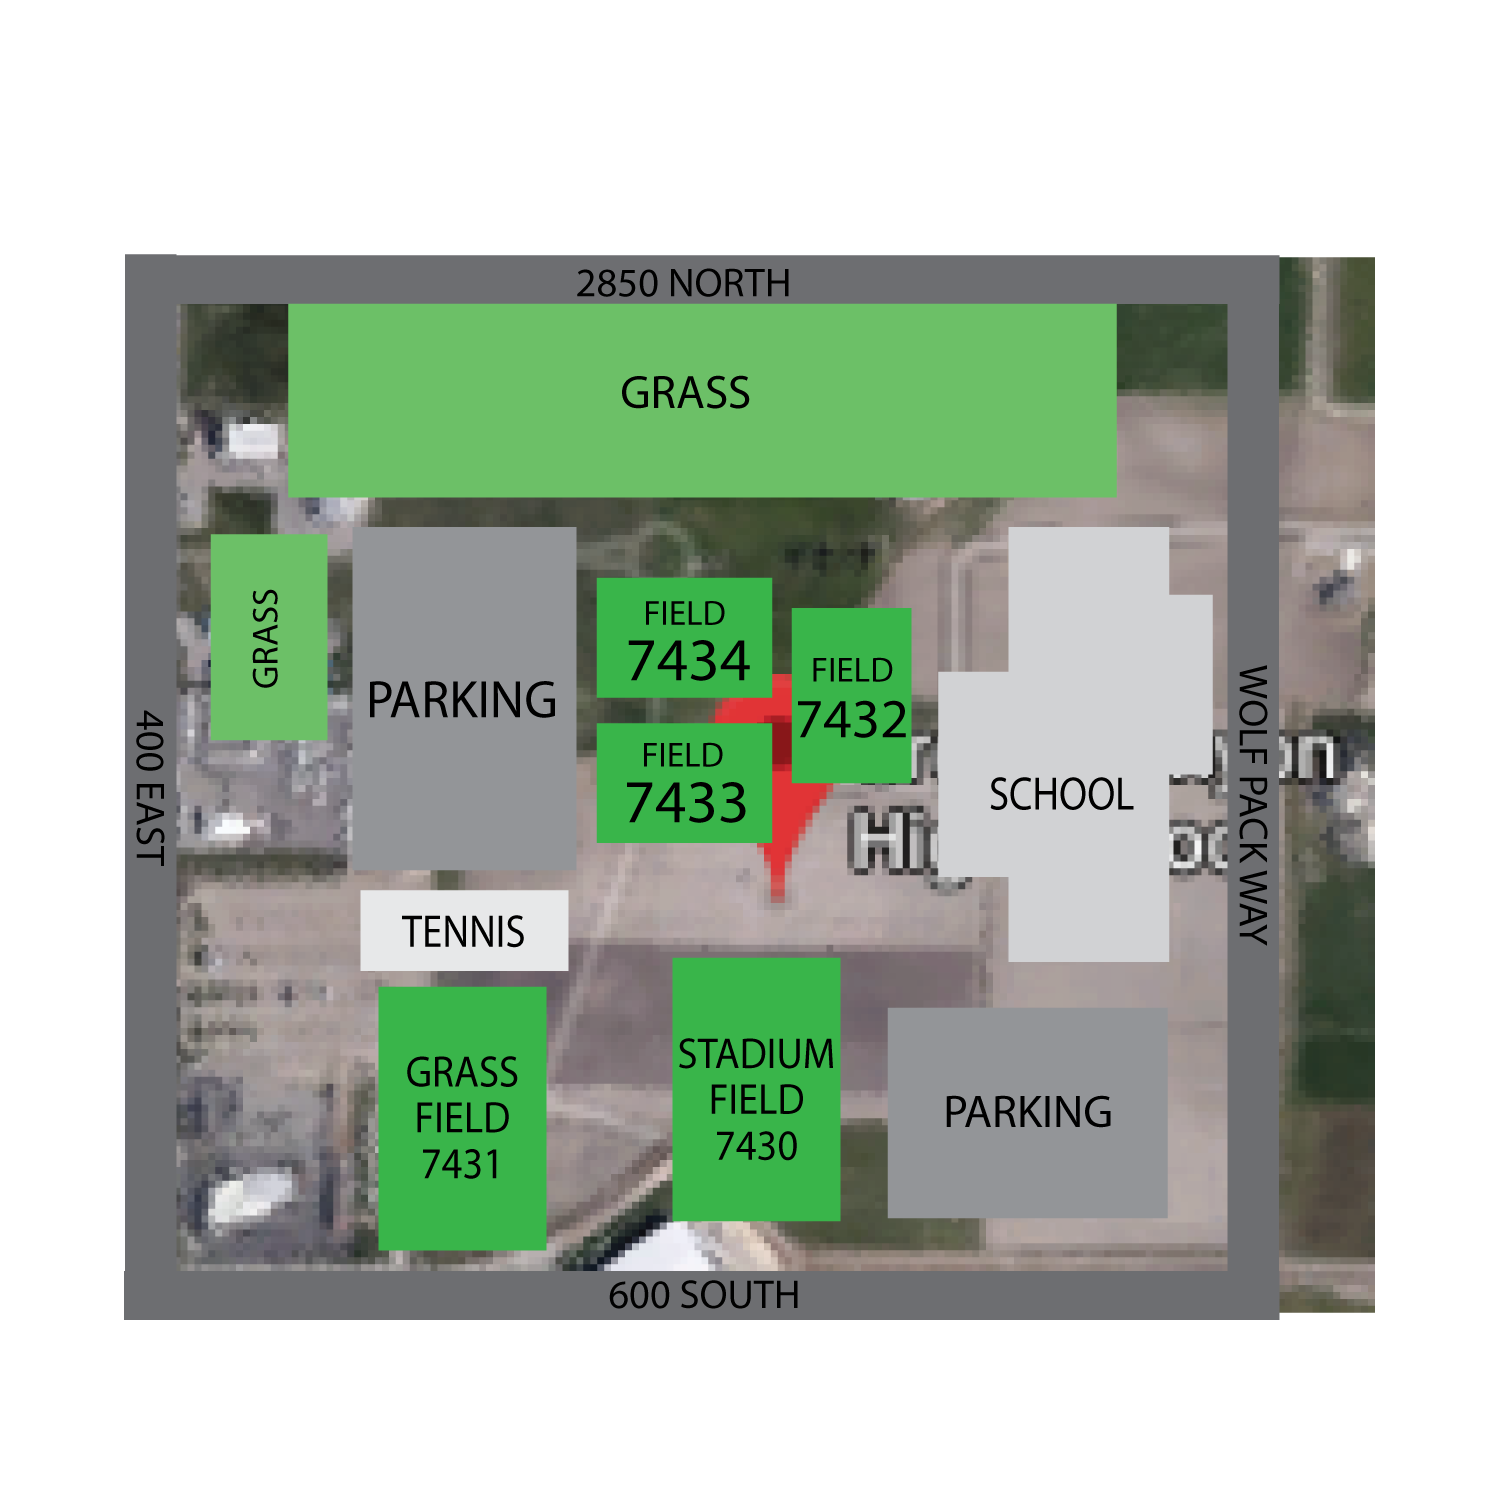 2850 NORTH
GRASS
GRASS
PARKING
FIELD
7434
FIELD
7432
FIELD
7433
SCHOOL
400 EAST
WOLF PACK WAY
TENNIS
GRASS
FIELD
7431
STADIUM
FIELD
7430
PARKING
600 SOUTH